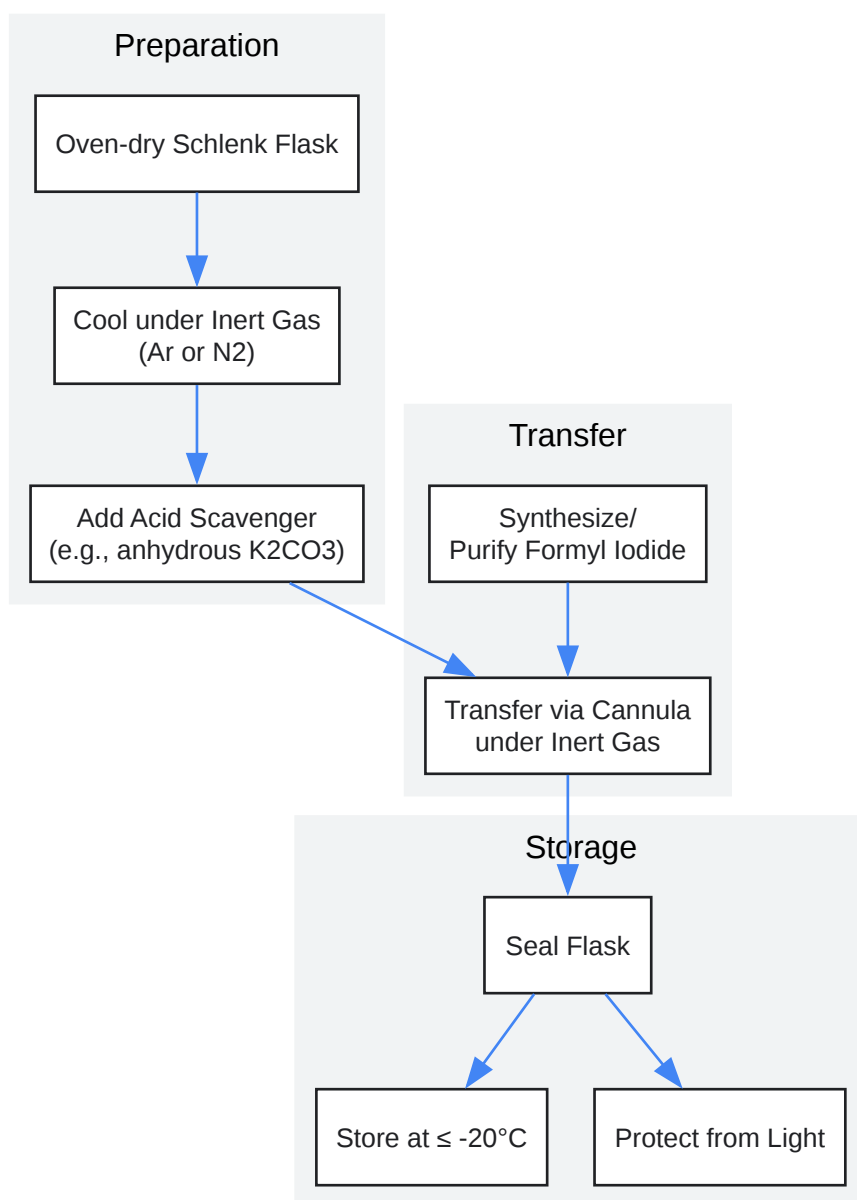 Preparation
Oven-dry Schlenk Flask
Cool under Inert Gas
(Ar or N2)
Add Acid Scavenger
(e.g., anhydrous K2CO3)
Transfer
Synthesize/
Purify Formyl Iodide
Transfer via Cannula
under Inert Gas
Storage
Seal Flask
Store at ≤ -20°C
Protect from Light